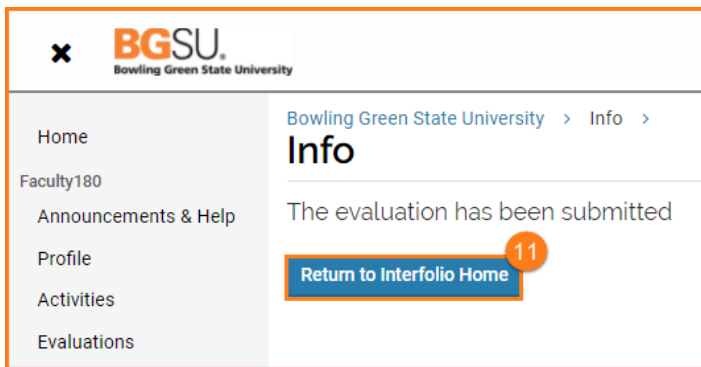 BGSU.
Bowling Green State University
Home
Faculty180
Announcements & Help
Profile
Activities
Evaluations
Bowling Green State University > Info >
Info
The evaluation has been submitted
11
Return to Interfolio Home